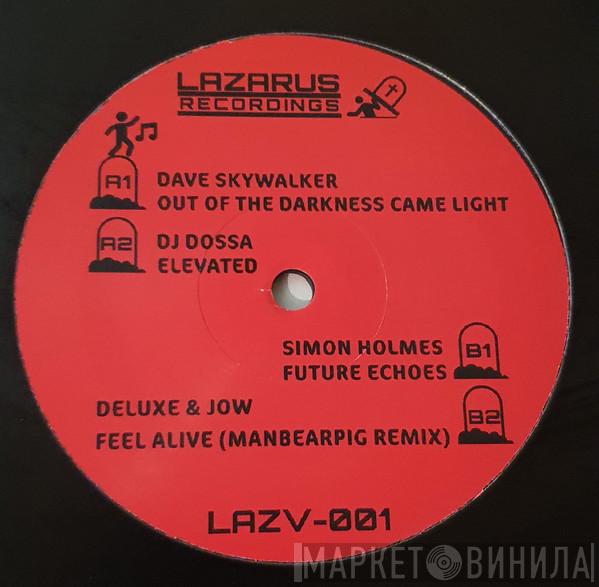 LAZARUS
RECORDINGS
A1
DAVE SKYWALKER
OUT OF THE DARKNESS CAME LIGHT
A2
DJ DOSSA
ELEVATED
SIMON HOLMES
FUTURE ECHOES
B1
DELUXE & JOW
FEEL ALIVE (MANBEARPIG REMIX)
B2
LAZV-001
МАРКЕТ ВИНИЛА